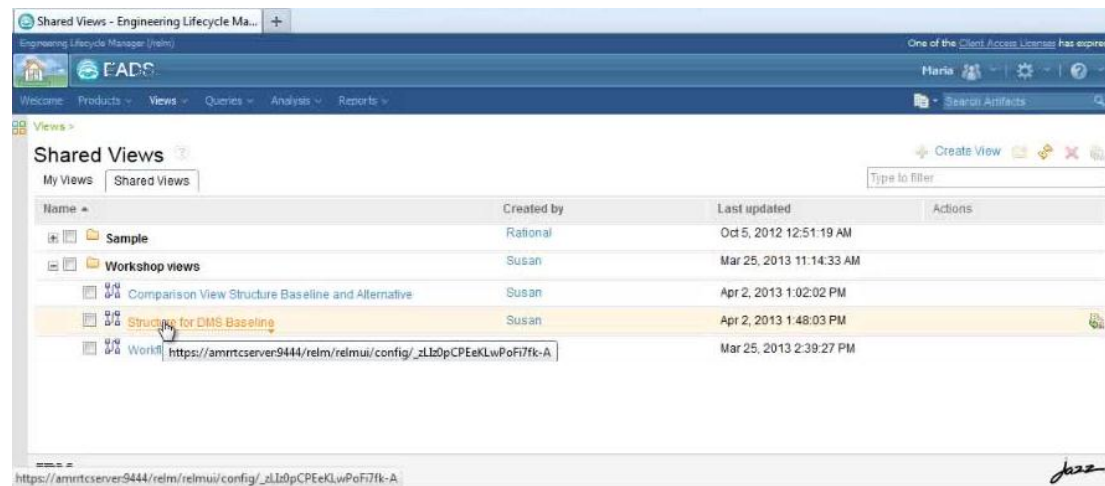 Shared Views - Engineering Lifecycle Ma... +
Engineering Lifecycle Manager (/relm) One of the Client Access Licenses has expired
EADS Maria
Welcome Products Views Queries Analysis Reports Search Artifacts
Views >
Shared Views ? Create View
My Views Shared Views Type to filter
Name Created by Last updated Actions
Sample Rational Oct 5, 2012 12:51:19 AM
Workshop views Susan Mar 25, 2013 11:14:33 AM
Comparison View Structure Baseline and Alternative Susan Apr 2, 2013 1:02:02 PM
Structure for DMS Baseline Susan Apr 2, 2013 1:48:03 PM
Workfl Mar 25, 2013 2:39:27 PM
https://amrrtcserver:9444/relm/relmui/config/_zLIz0pCPEeKLwPoFi7fk-A
https://amrrtcserver:9444/relm/relmui/config/_zLIz0pCPEeKLwPoFi7fk-A
Jazz